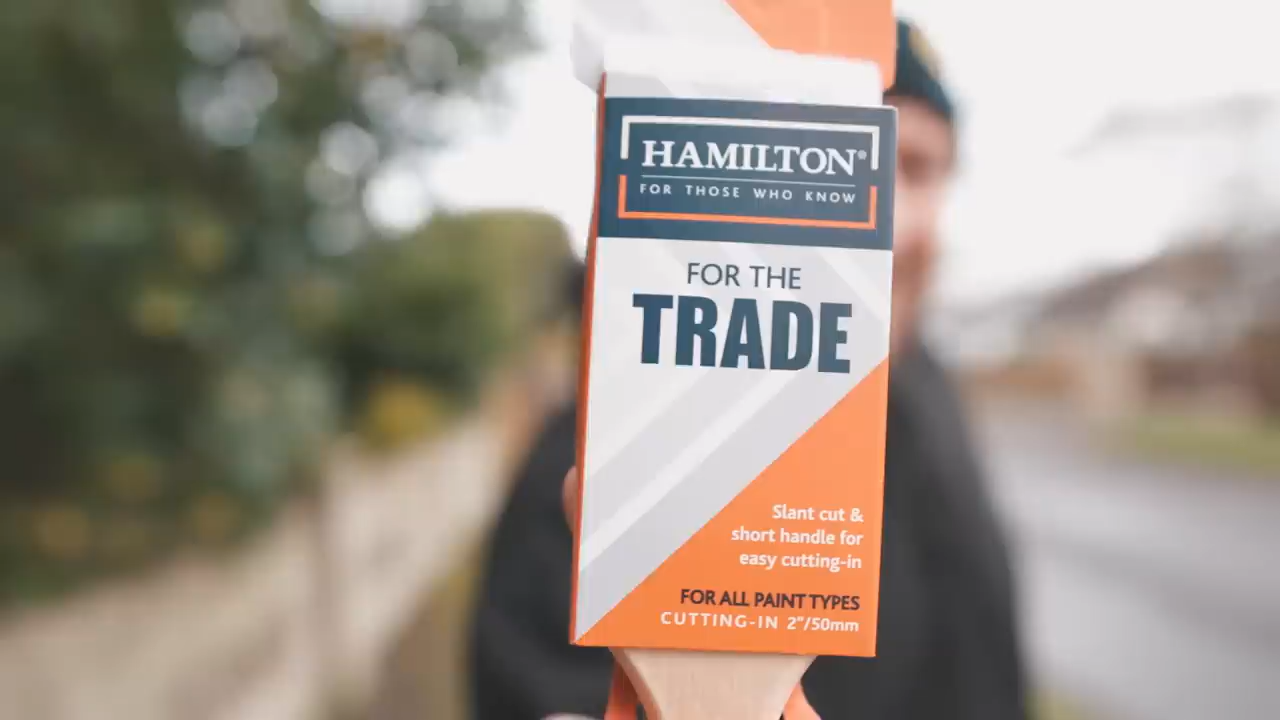 HAMILTON®
FOR THOSE WHO KNOW
FOR THE
TRADE
Slant cut &
short handle for
easy cutting-in
FOR ALL PAINT TYPES
CUTTING-IN 2"/50mm